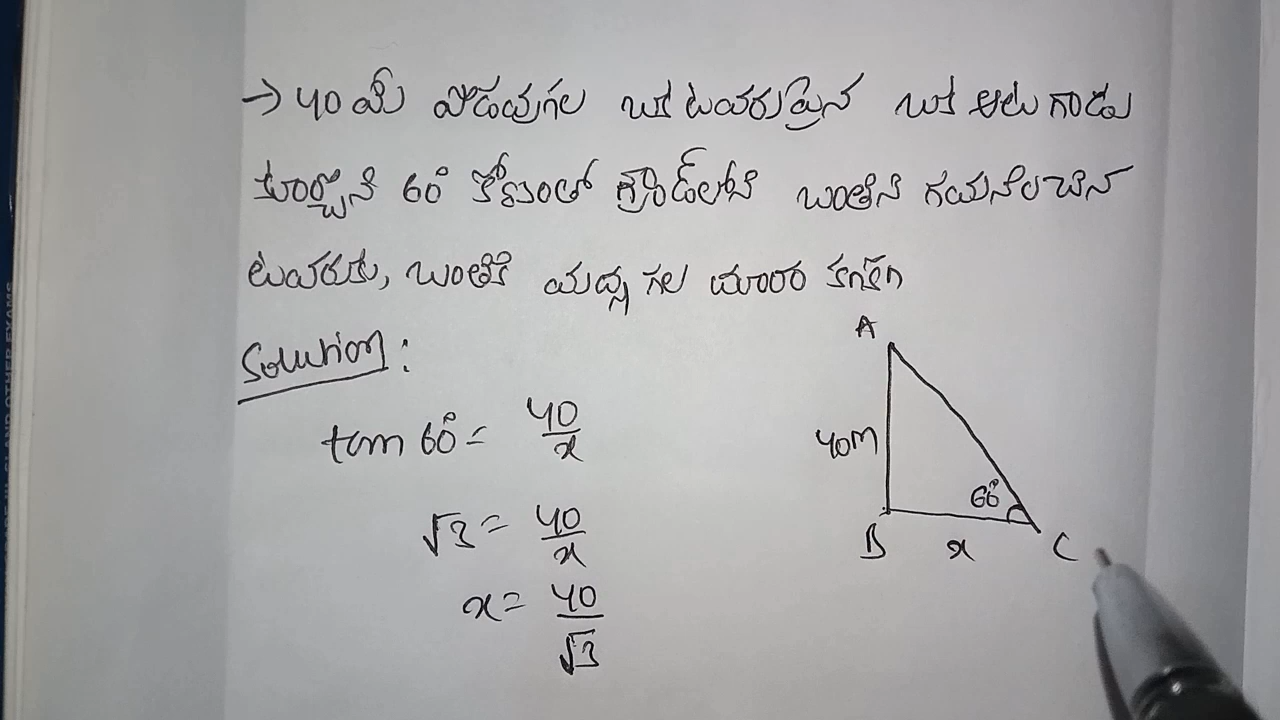 → 40 మీ పొడవుగల ఒక టవరుపైన ఒక ఆటగాడు
కూర్చొని 60° కోణంలో గ్రౌండ్‌లోని బంతిని గమనించిన
టవరుకు, బంతికి మధ్య గల దూరం కనుక్కో
Solution :
tan 60° = 40/x
√3 = 40/x
x = 40/√3
A
40m
60°
B x C